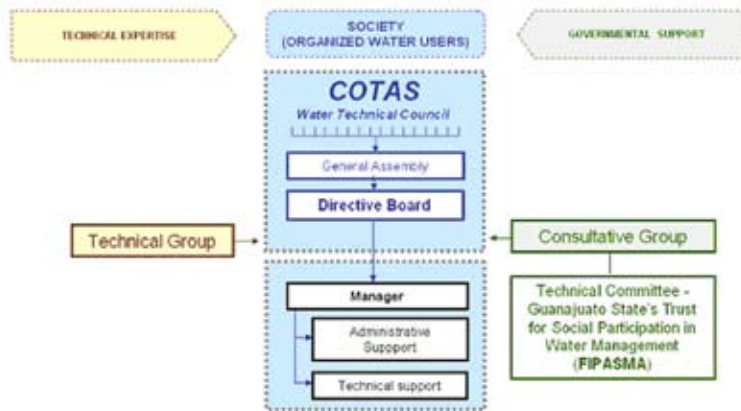 TECHNICAL EXPERTISE
SOCIETY
(ORGANIZED WATER USERS)
GOVERNMENTAL SUPPORT
COTAS
Water Technical Council
General Assembly
Directive Board
Technical Group
Consultative Group
Manager
Administrative
Suppport
Technical support
Technical Committee -
Guanajuato State's Trust
for Social Participation in
Water Management
(FIPASMA)